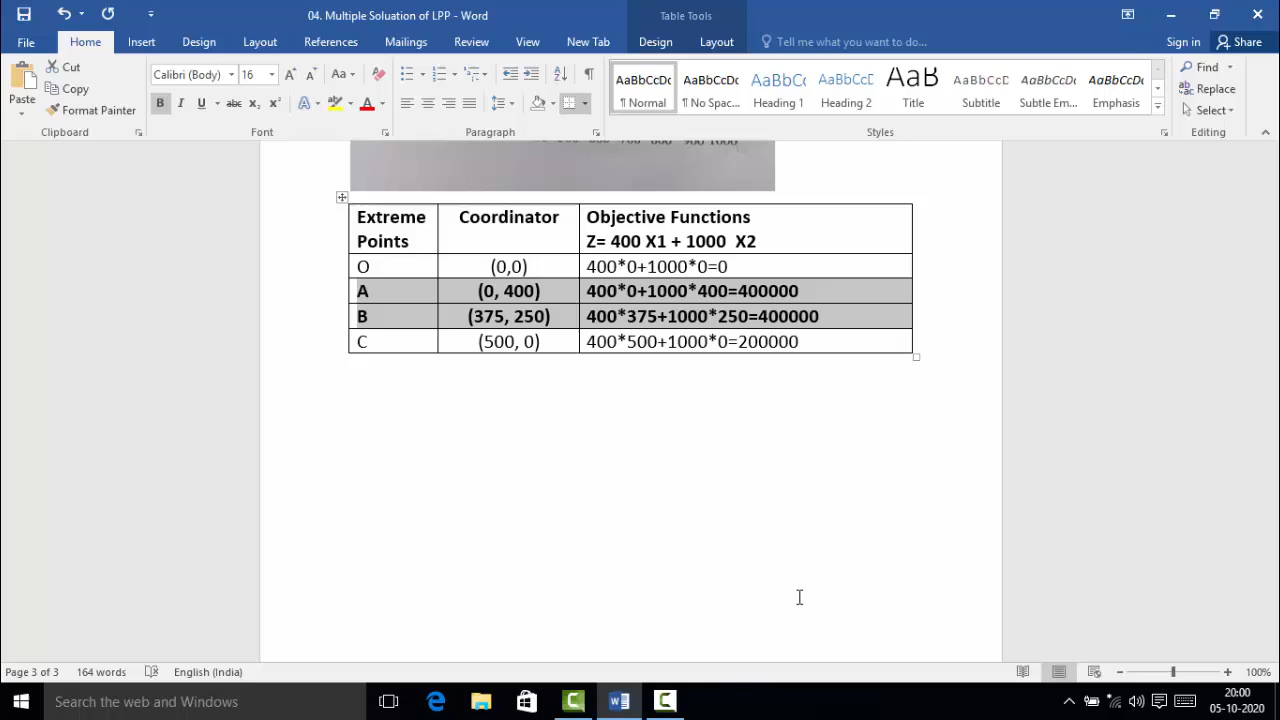 04. Multiple Soluation of LPP - Word
Table Tools
File Home Insert Design Layout References Mailings Review View New Tab Design Layout Tell me what you want to do... Sign in Share
Paste
Cut
Copy
Format Painter
Clipboard
Calibri (Body) 16
Font
Paragraph
AaBbCcDc AaBbCcDc AaBbCc AaBbCcD AaB AaBbCcD AaBbCcDc AaBbCcDc
¶ Normal ¶ No Spac... Heading 1 Heading 2 Title Subtitle Subtle Em... Emphasis
Styles
Find
Replace
Select
Editing
900 1000
Extreme Points Coordinator Objective Functions
Z= 400 X1 + 1000 X2
O (0,0) 400*0+1000*0=0
A (0, 400) 400*0+1000*400=400000
B (375, 250) 400*375+1000*250=400000
C (500, 0) 400*500+1000*0=200000
Page 3 of 3 164 words English (India) 100%
Search the web and Windows
20:00
05-10-2020